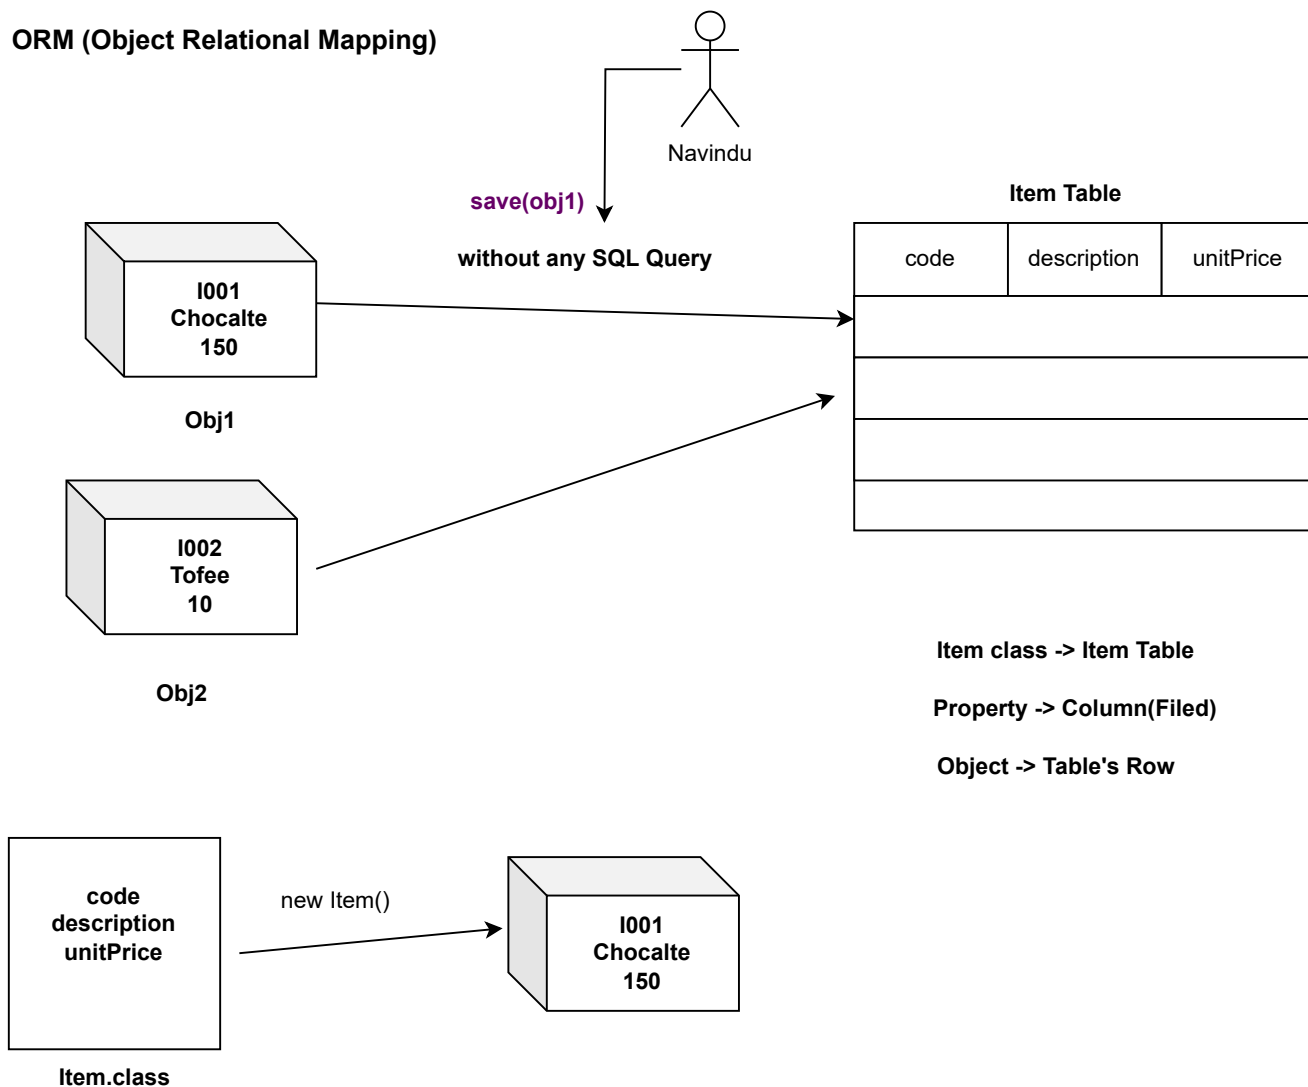 ORM (Object Relational Mapping)
Navindu
save(obj1)
without any SQL Query
Item Table
code
description
unitPrice
I001
Chocalte
150
Obj1
I002
Tofee
10
Obj2
Item class -> Item Table
Property -> Column(Filed)
Object -> Table's Row
code
description
unitPrice
new Item()
I001
Chocalte
150
Item.class